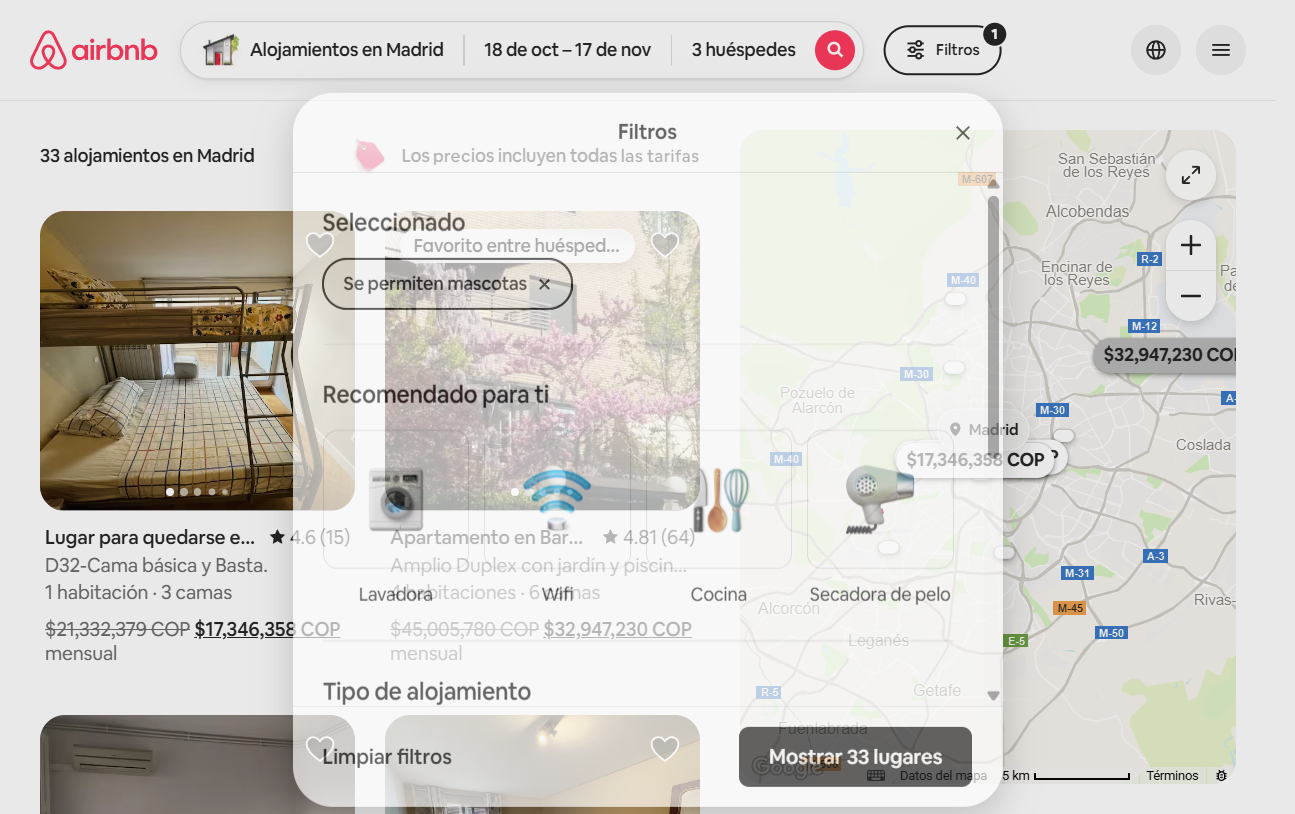 airbnb
Alojamientos en Madrid
18 de oct – 17 de nov
3 huéspedes
Filtros
1
33 alojamientos en Madrid
Filtros
Los precios incluyen todas las tarifas
Seleccionado
Favorito entre huésped...
Se permiten mascotas
Recomendado para ti
Lavadora
Wifi
Cocina
Secadora de pelo
Lugar para quedarse e...
4.6 (15)
D32-Cama básica y Basta.
1 habitación · 3 camas
$21,332,379 COP $17,346,358 COP
mensual
Apartamento en Bar...
4.81 (64)
Amplio Duplex con jardín y piscin...
$45,005,780 COP $32,947,230 COP
mensual
Tipo de alojamiento
Limpiar filtros
Mostrar 33 lugares
San Sebastián
de los Reyes
M-607
Alcobendas
R-2
Encinar de
los Reyes
M-40
M-12
$32,947,230 COP
M-30
Pozuelo de
Alarcón
M-30
Madrid
M-40
$17,346,358 COP
Coslada
A-3
M-31
Rivas-
Alcorcón
M-45
M-50
E-5
Leganés
Getafe
R-5
Fuenlabrada
Google
Datos del mapa
5 km
Términos